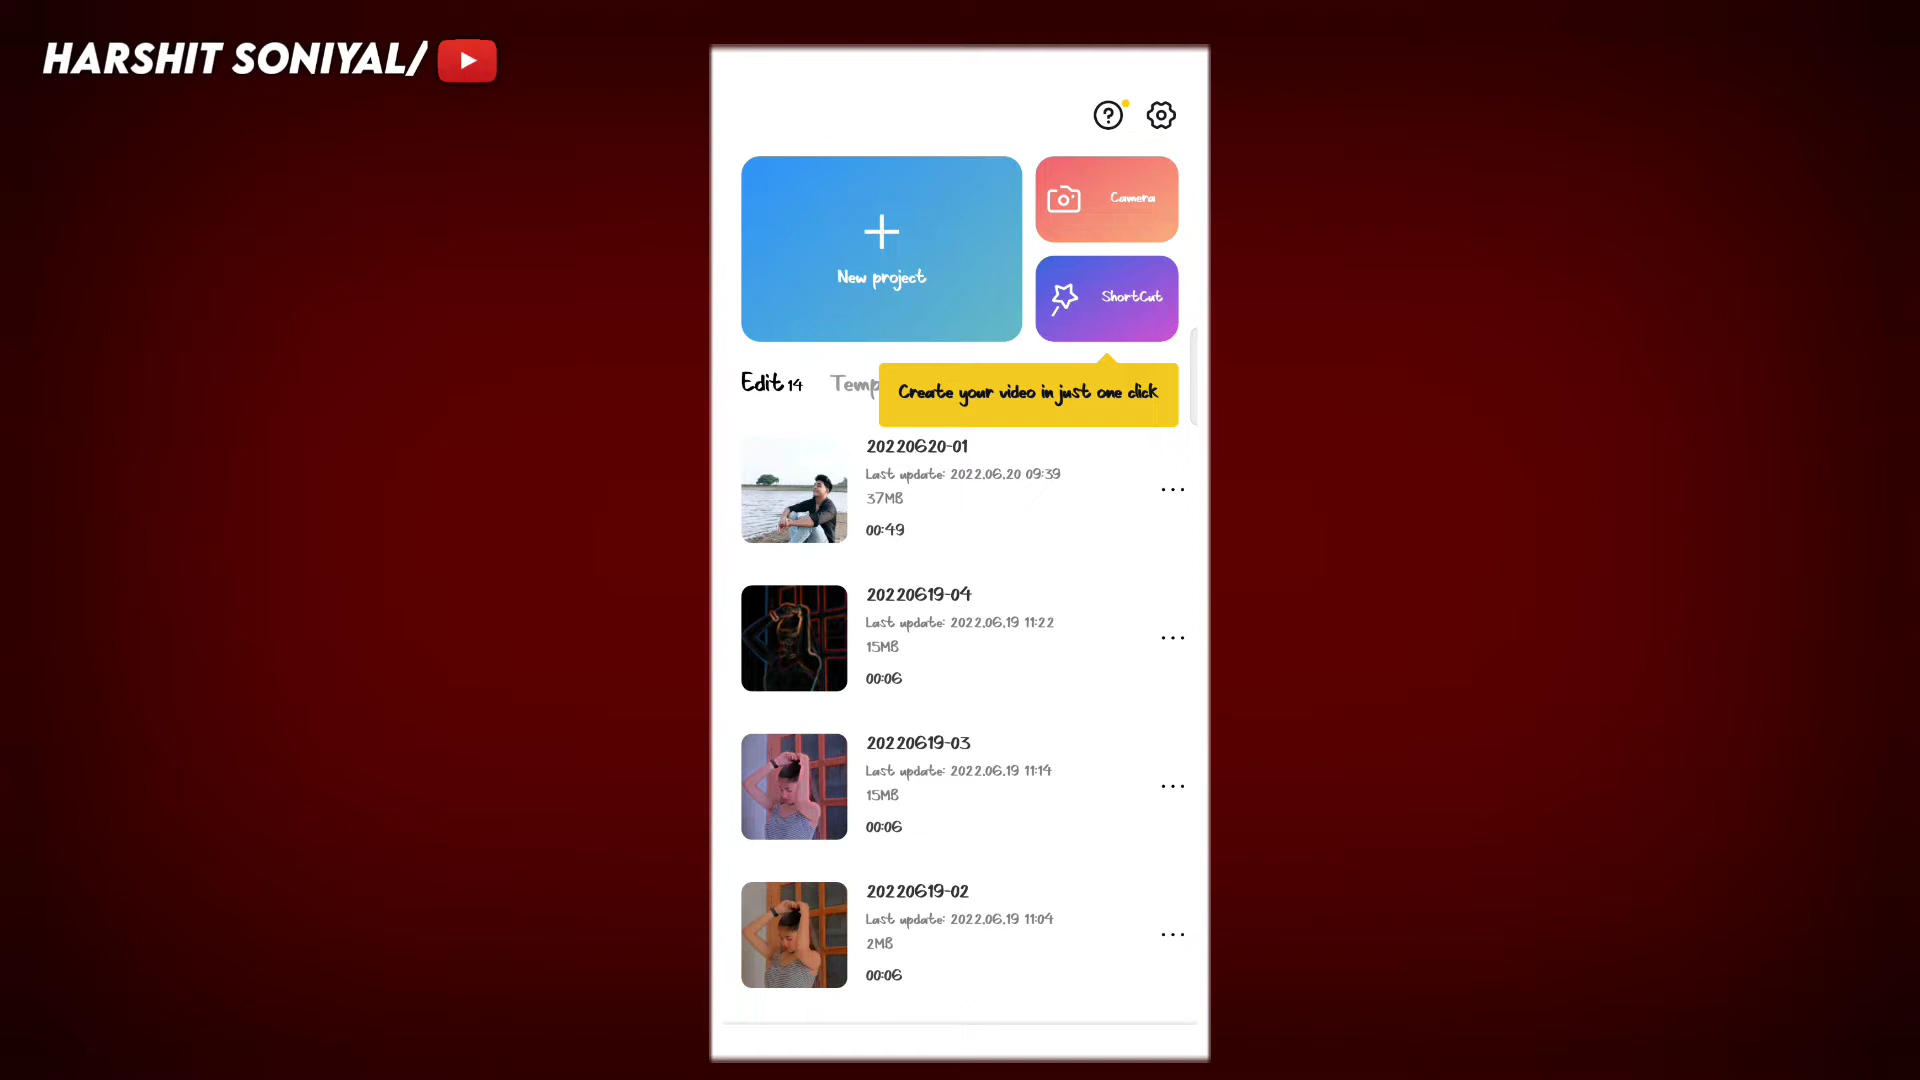 HARSHIT SONIYAL/
New project
Camera
ShortCut
Edit 14
Temp
Create your video in just one click
20220620-01
Last update: 2022.06.20 09:39
37MB
00:49
20220619-04
Last update: 2022.06.19 11:22
15MB
00:06
20220619-03
Last update: 2022.06.19 11:14
15MB
00:06
20220619-02
Last update: 2022.06.19 11:04
2MB
00:06